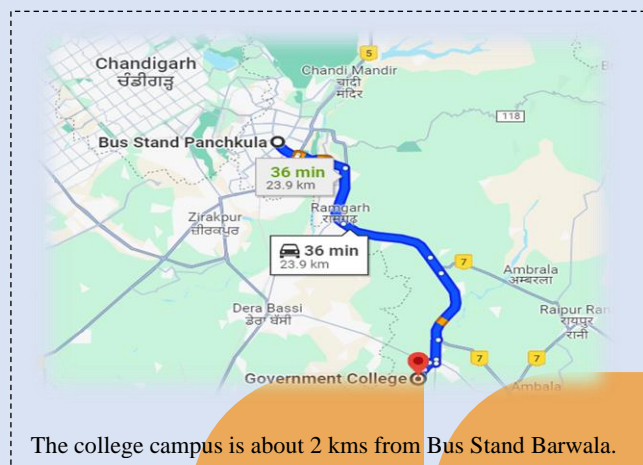 Chandigarh
ਚੰਡੀਗੜ੍ਹ
5
Chandi Mandir
चांदी
मंदिर
118
Bus Stand Panchkula
36 min
23.9 km
Ramgarh
रामगढ़
Zirakpur
ਜ਼ੀਰਕਪੁਰ
36 min
23.9 km
7
Ambrala
अम्बरला
Dera Bassi
ਡੇਰਾ ਬੱਸੀ
Raipur Ran
रायपुर
रानी
7
7
Government College
Ambala
The college campus is about 2 kms from Bus Stand Barwala.